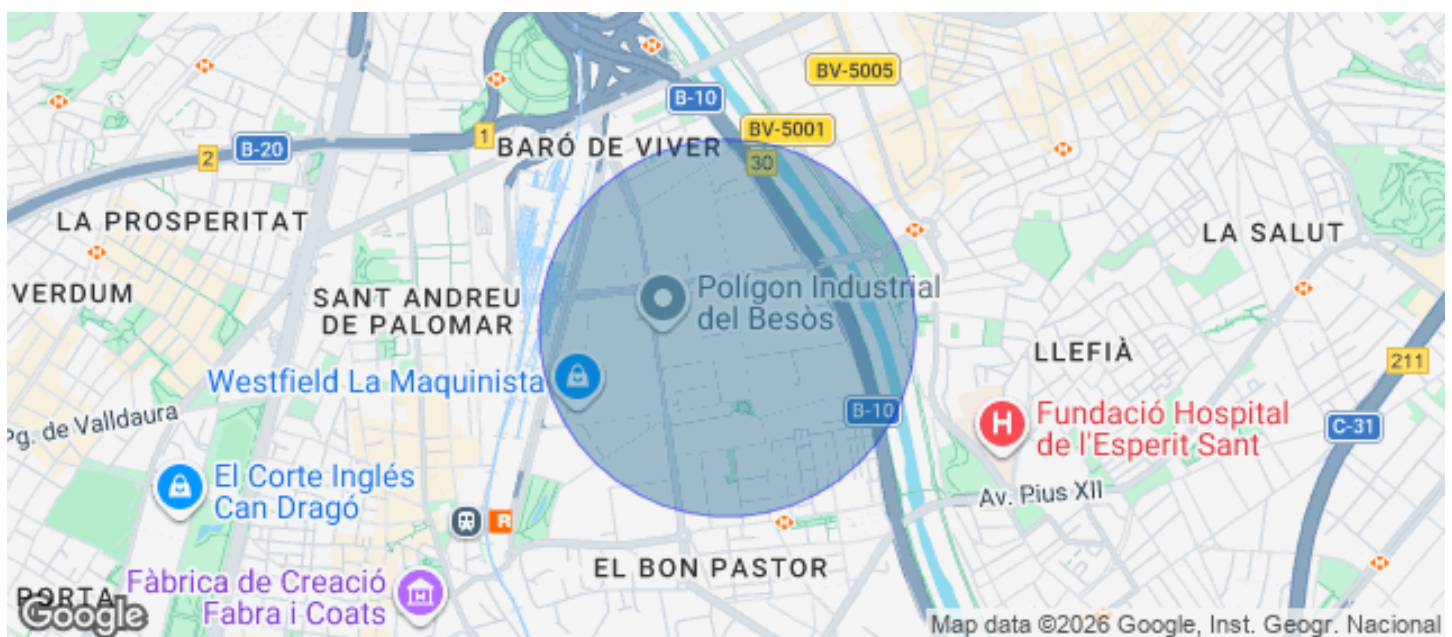 BV-5005
B-10
BV-5001
1
B-20
2
BARÓ DE VIVER
30
LA PROSPERITAT
LA SALUT
VERDUM
SANT ANDREU
DE PALOMAR
Polígon Industrial
del Besòs
LLEFIÀ
211
Westfield La Maquinista
B-10
Pg. de Valldaura
Fundació Hospital
de l'Esperit Sant
C-31
El Corte Inglés
Can Dragó
Av. Pius XII
R
EL BON PASTOR
Fàbrica de Creació
Fabra i Coats
PORTA
Google
Map data ©2026 Google, Inst. Geogr. Nacional